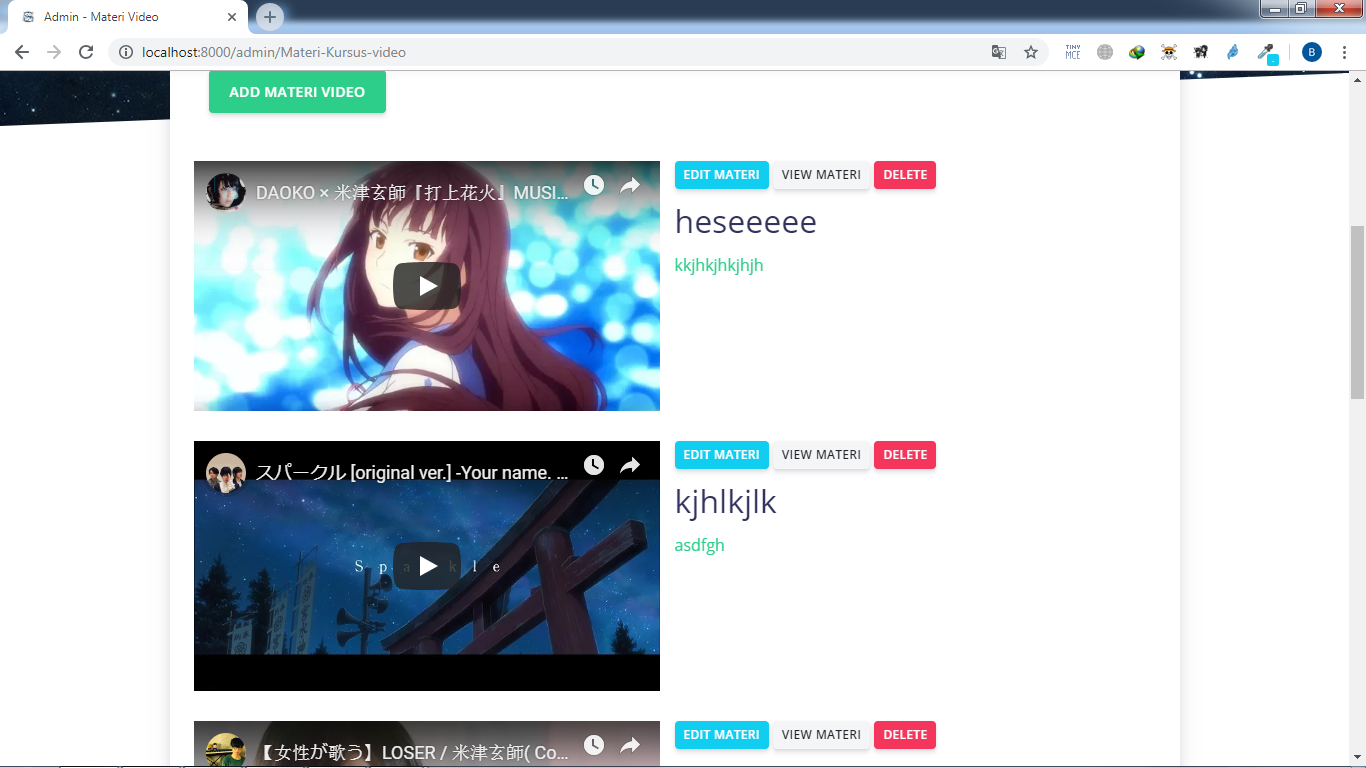 Admin - Materi Video
localhost:8000/admin/Materi-Kursus-video
TINY
MCE
B
ADD MATERI VIDEO
DAOKO × 米津玄師『打上花火』MUSI...
EDIT MATERI
VIEW MATERI
DELETE
heseeeee
kkjhkjhkjhjh
スパークル [original ver.] -Your name. ...
Spakle
EDIT MATERI
VIEW MATERI
DELETE
kjhlkjlk
asdfgh
【女性が歌う】LOSER / 米津玄師( Co...
EDIT MATERI
VIEW MATERI
DELETE